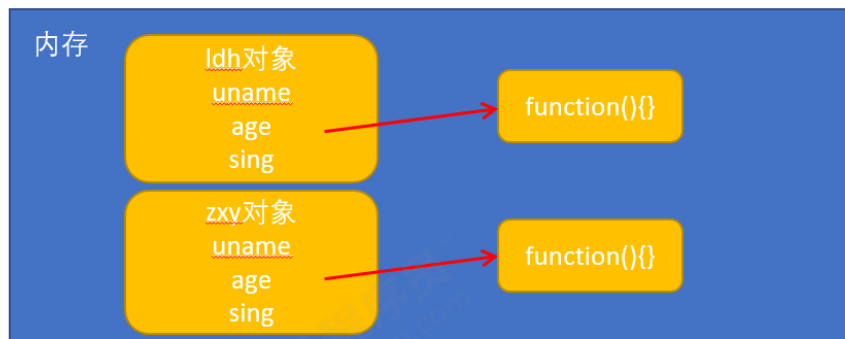 内存
ldh对象
uname
age
sing
function(){}
zxy对象
uname
age
sing
function(){}